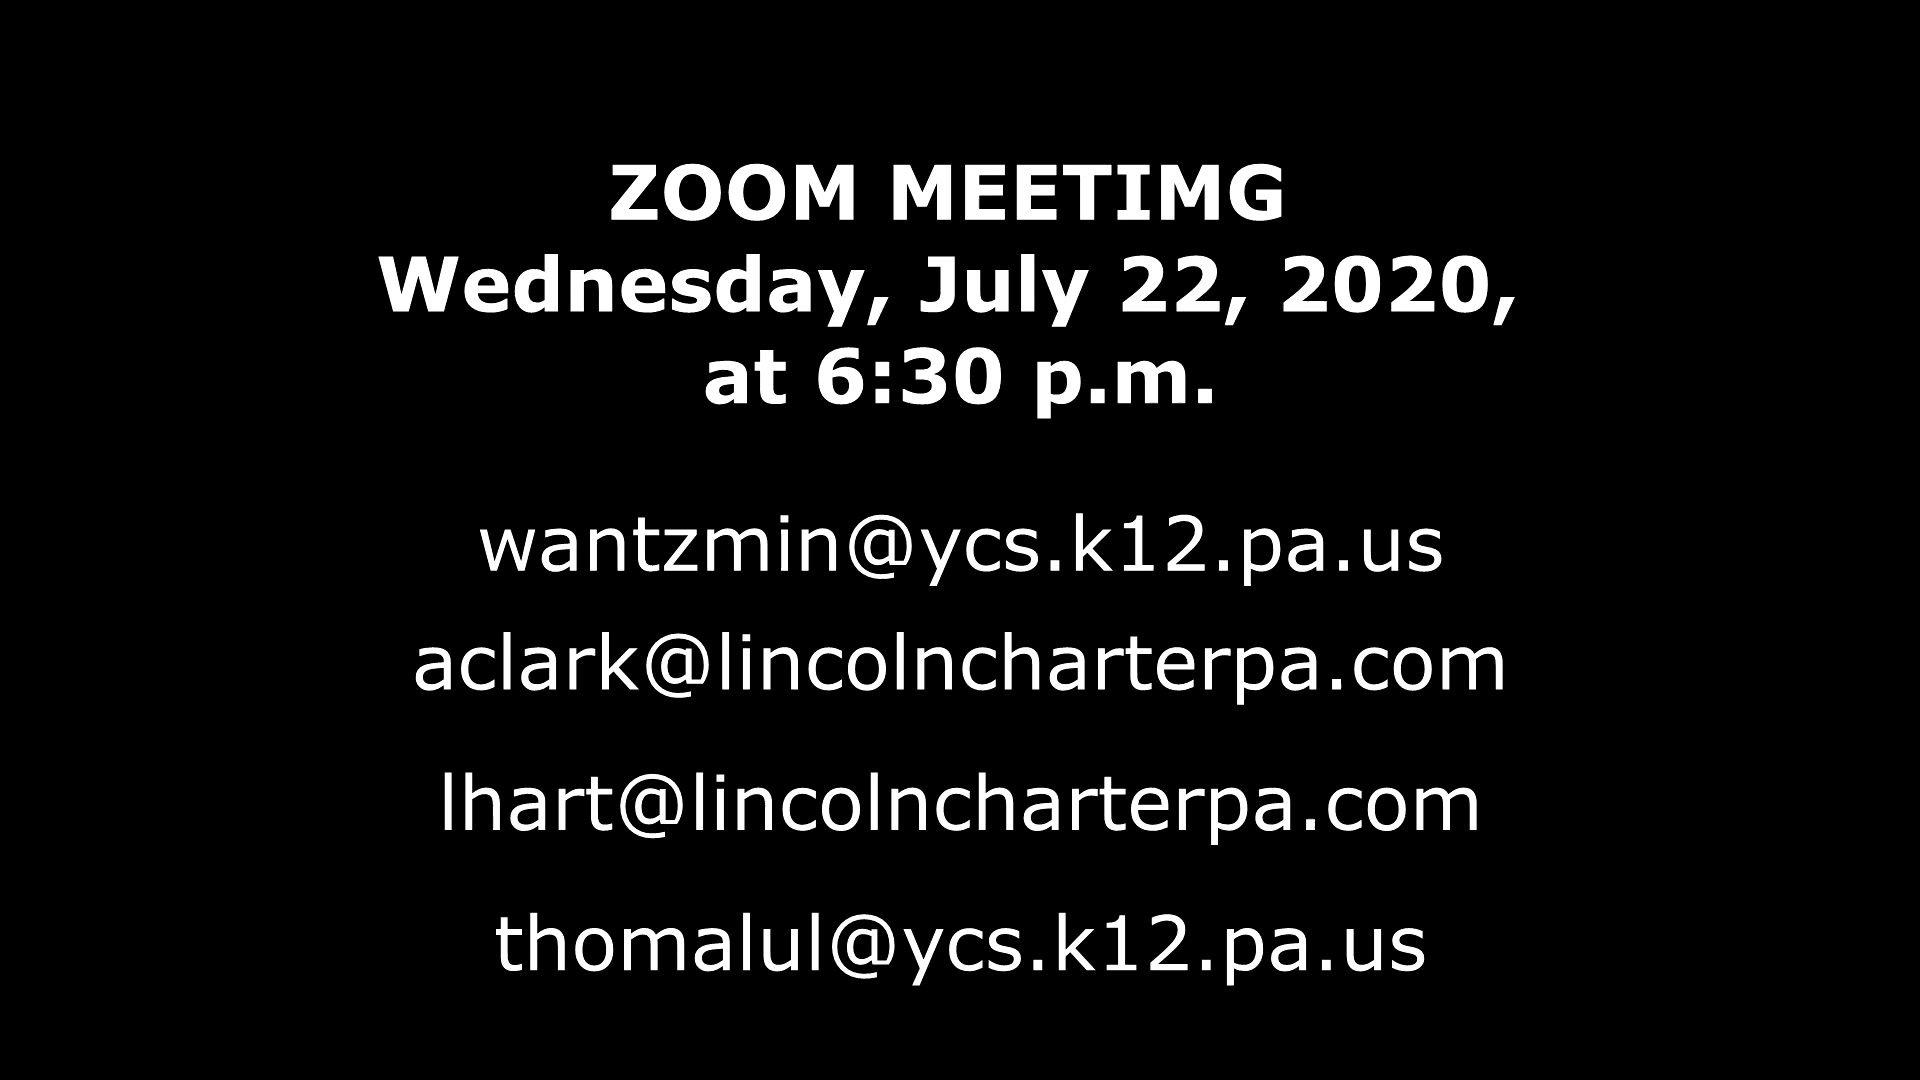 ZOOM MEETIMG
Wednesday, July 22, 2020,
at 6:30 p.m.
wantzmin@ycs.k12.pa.us
aclark@lincolncharterpa.com
lhart@lincolncharterpa.com
thomalul@ycs.k12.pa.us